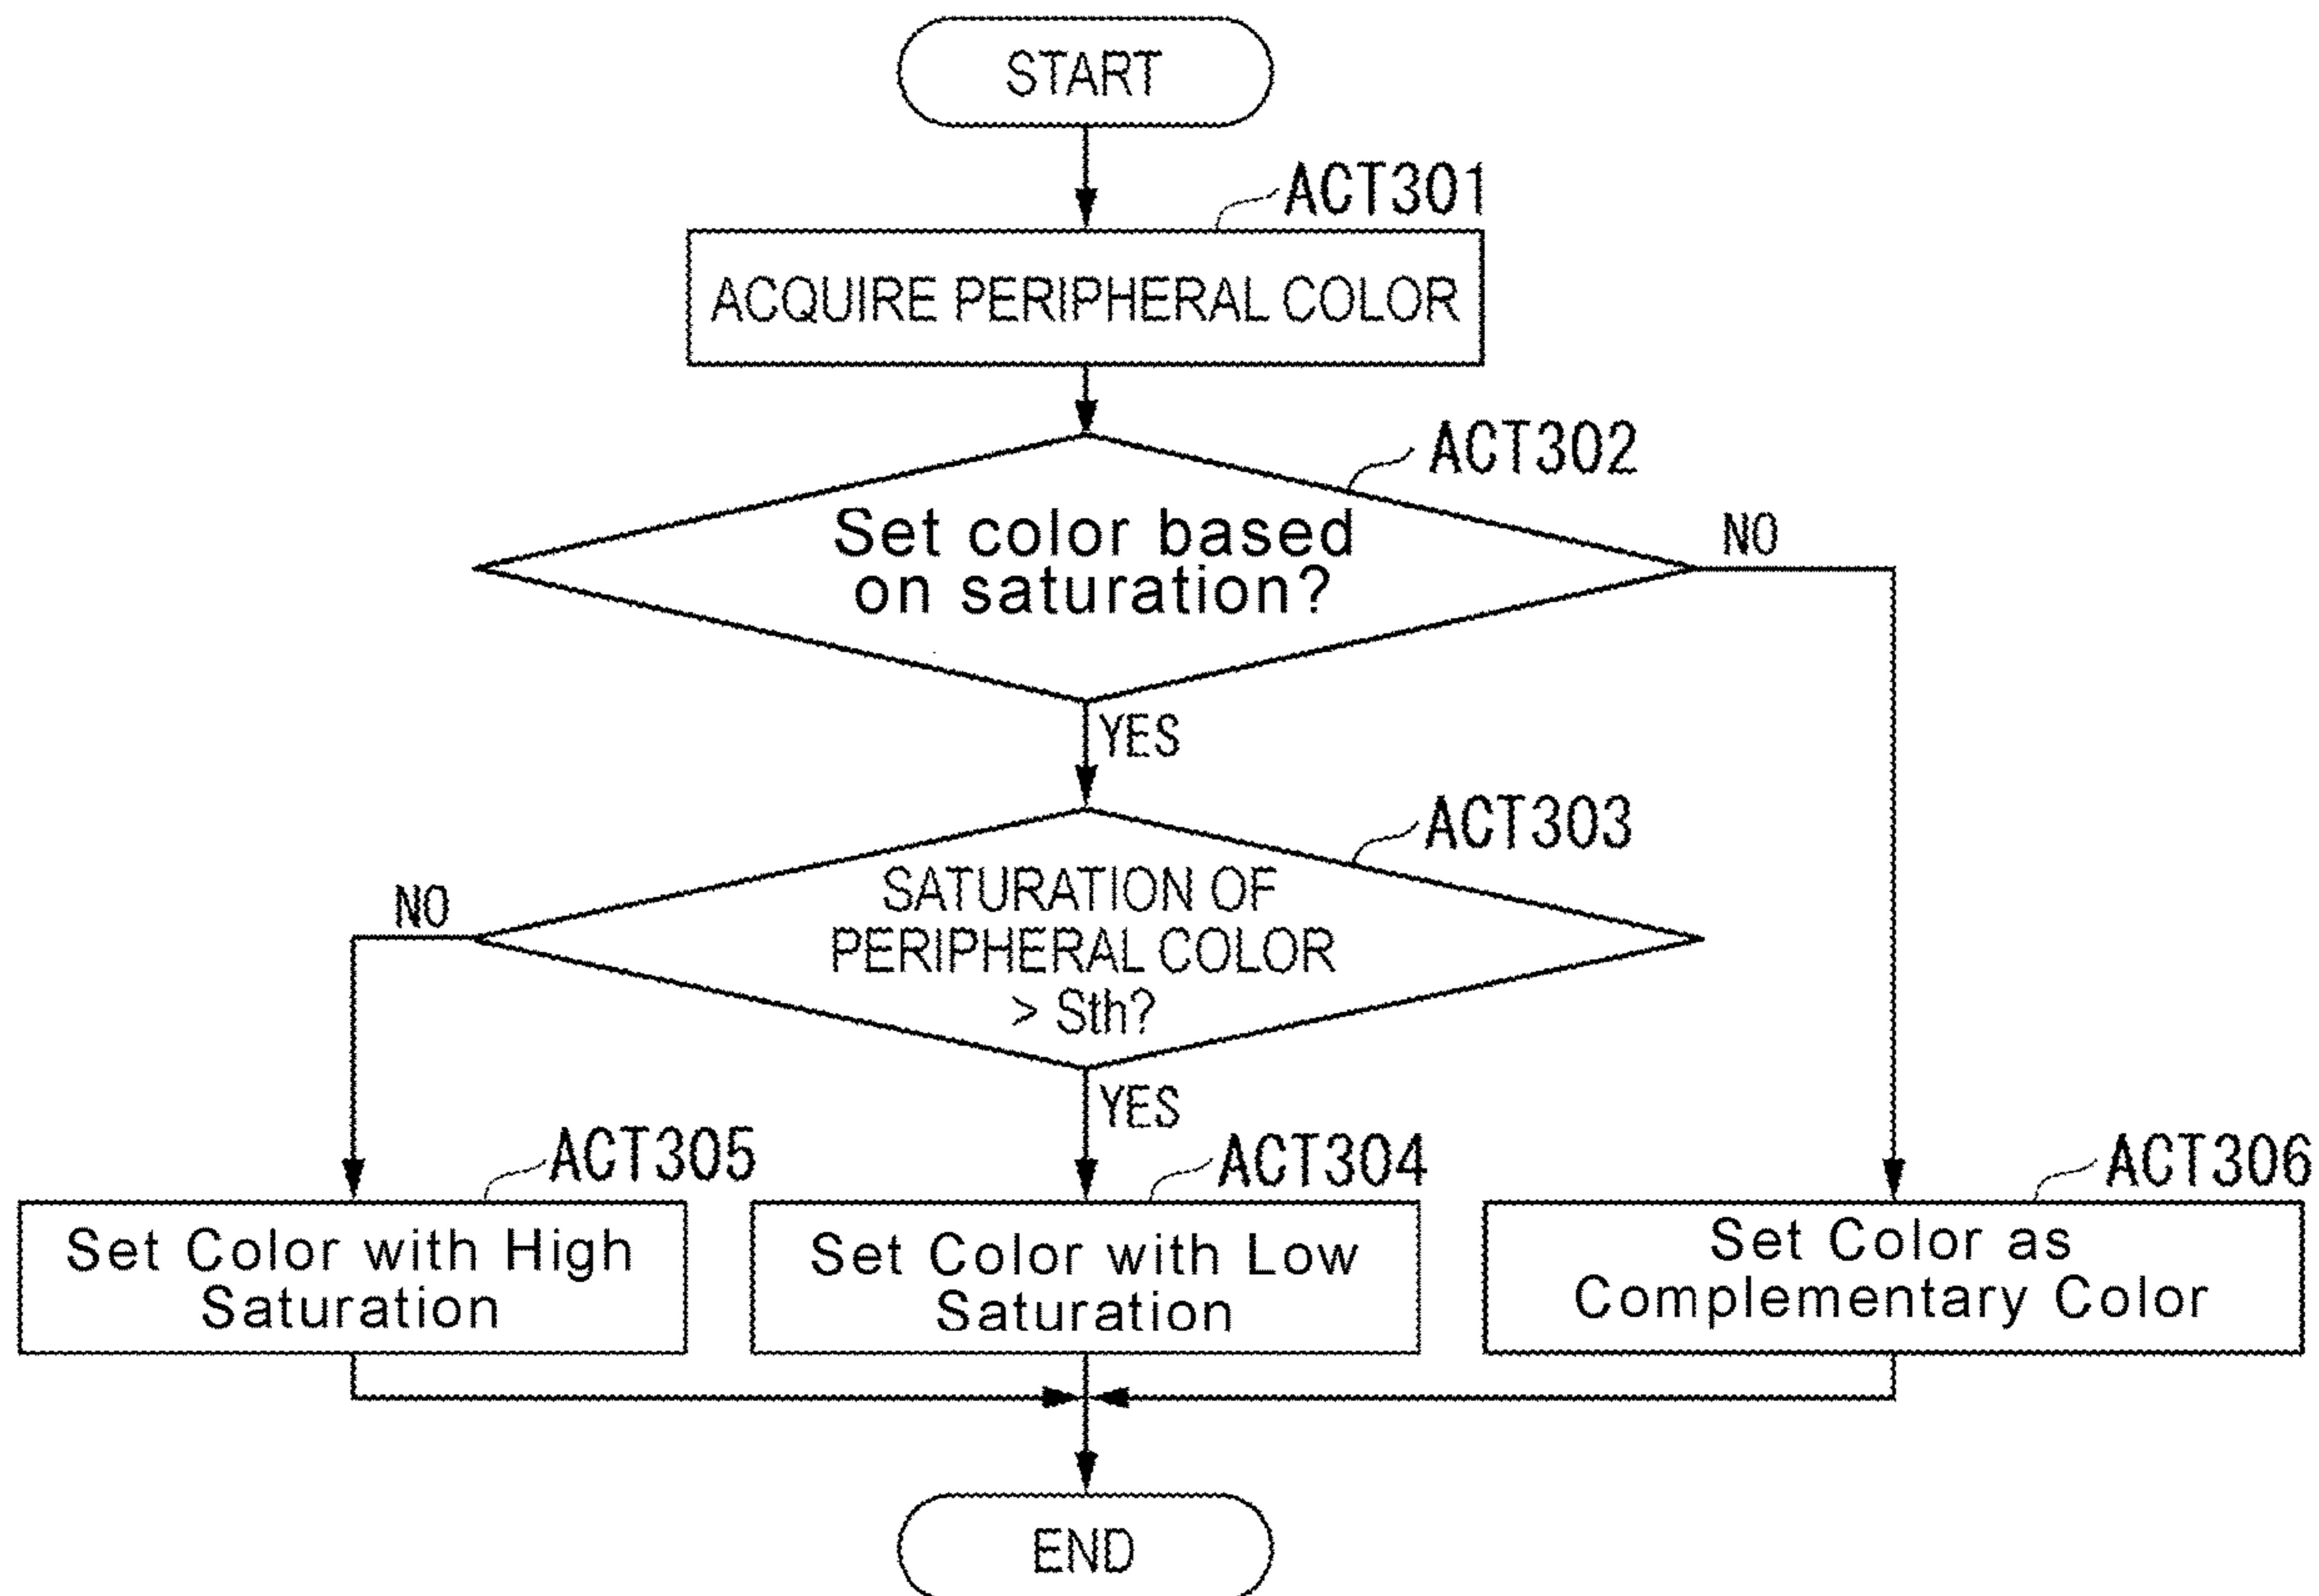 START
ACT301
ACQUIRE PERIPHERAL COLOR
ACT302
Set color based
on saturation?
NO
YES
ACT303
SATURATION OF
PERIPHERAL COLOR
> Sth?
NO
YES
ACT305
Set Color with High
Saturation
ACT304
Set Color with Low
Saturation
ACT306
Set Color as
Complementary Color
END